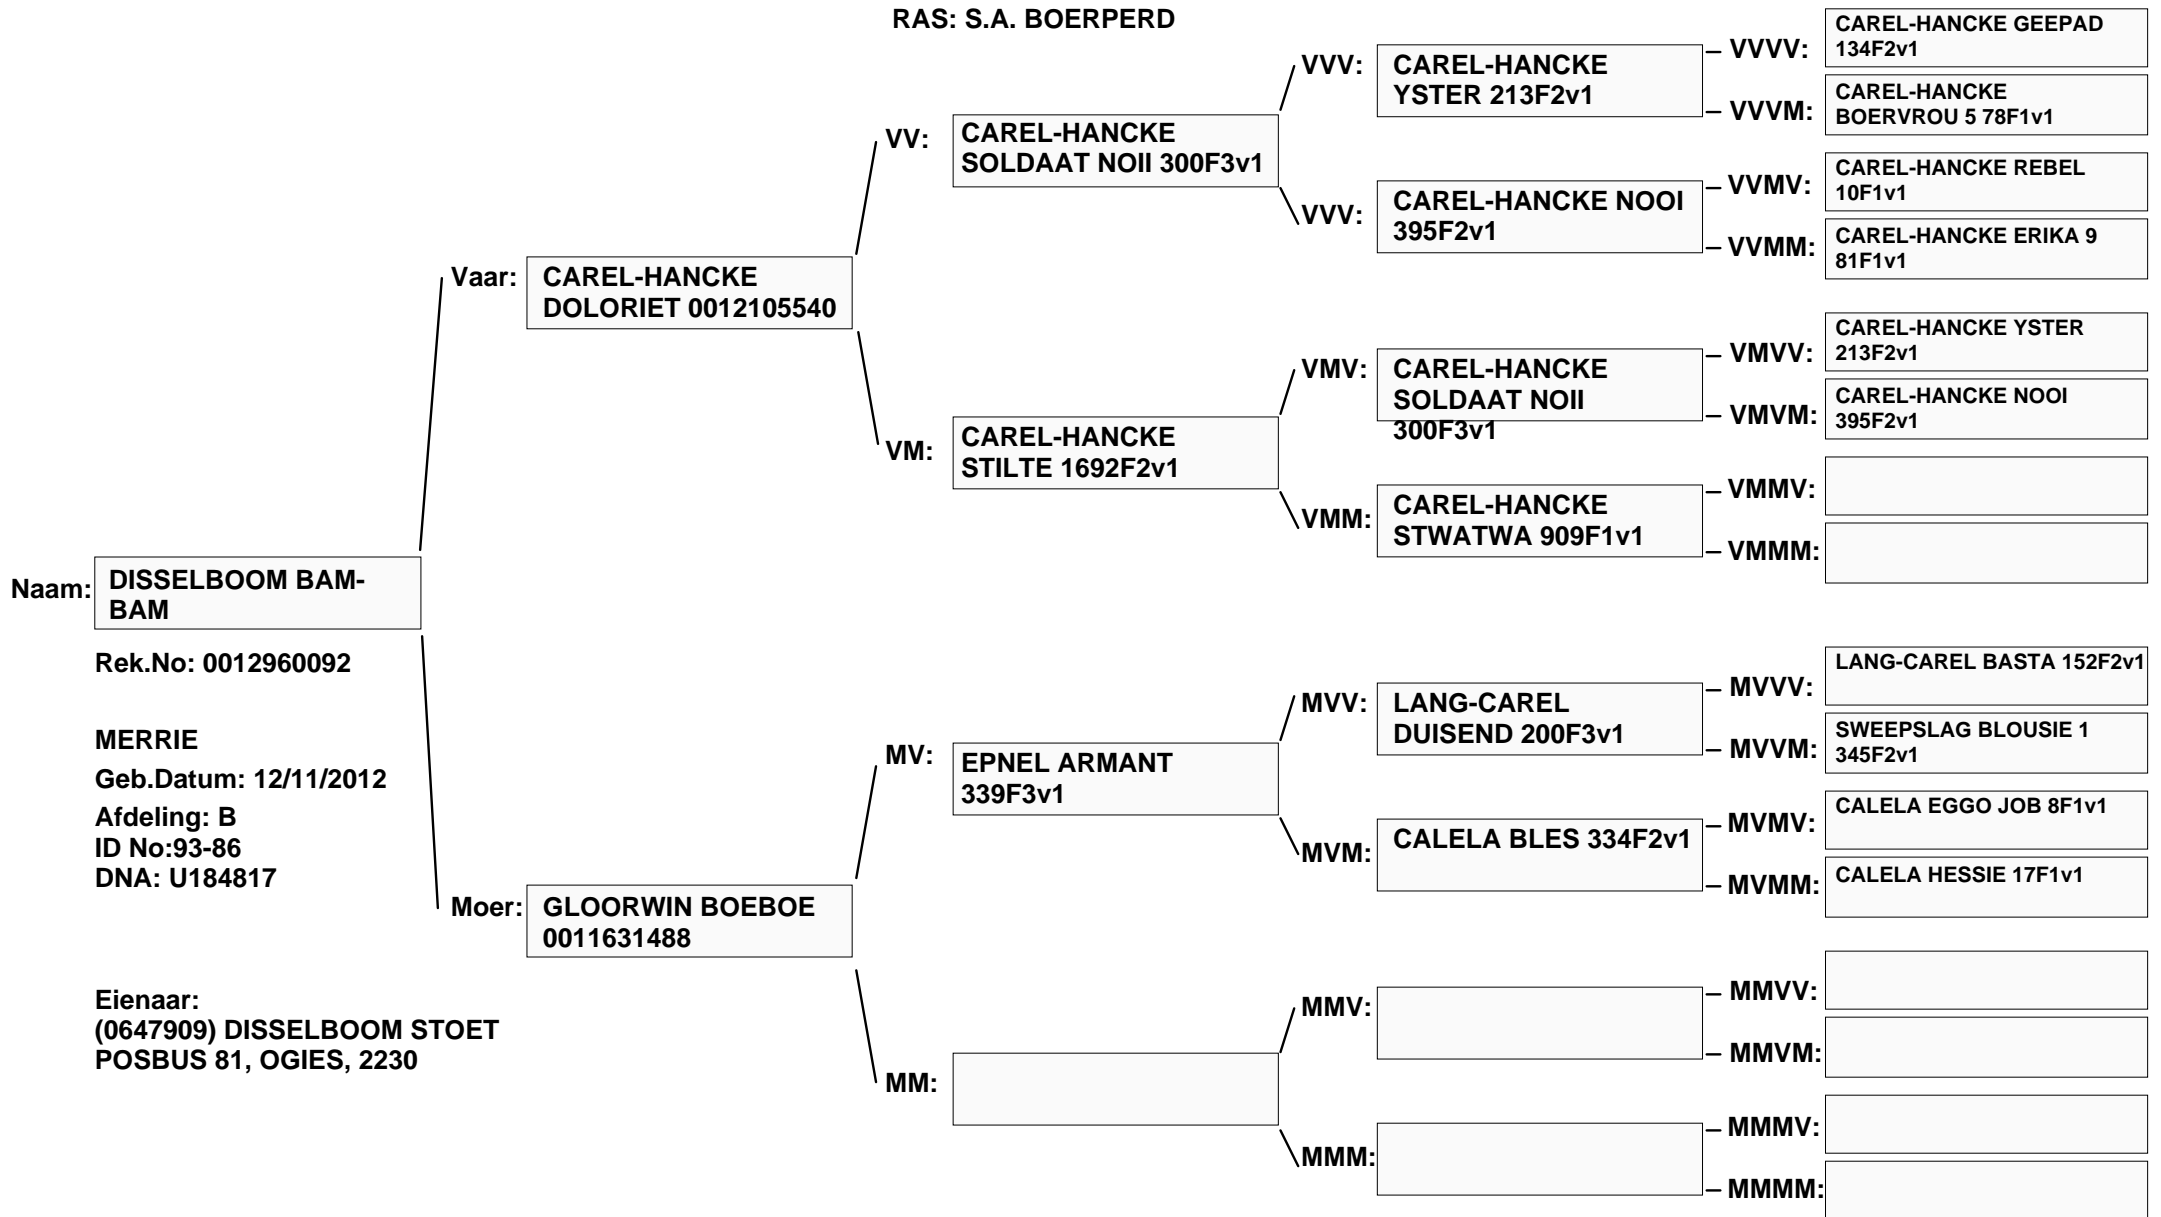 RAS: S.A. BOERPERD
Naam:
DISSELBOOM BAM-
BAM
Rek.No: 0012960092
MERRIE
Geb.Datum: 12/11/2012
Afdeling: B
ID No:93-86
DNA: U184817
Eienaar:
(0647909) DISSELBOOM STOET
POSBUS 81, OGIES, 2230
Vaar:
CAREL-HANCKE
DOLORIET 0012105540
Moer:
GLOORWIN BOEBOE
0011631488
VV:
CAREL-HANCKE
SOLDAAT NOII 300F3v1
VM:
CAREL-HANCKE
STILTE 1692F2v1
MV:
EPNEL ARMANT
339F3v1
MM:
VVV:
CAREL-HANCKE
YSTER 213F2v1
VVV:
CAREL-HANCKE NOOI
395F2v1
VMV:
CAREL-HANCKE
SOLDAAT NOII
300F3v1
VMM:
CAREL-HANCKE
STWATWA 909F1v1
MVV:
LANG-CAREL
DUISEND 200F3v1
MVM:
CALELA BLES 334F2v1
MMV:
MMM:
VVVV:
CAREL-HANCKE GEEPAD
134F2v1
VVVM:
CAREL-HANCKE
BOERVROU 5 78F1v1
VVMV:
CAREL-HANCKE REBEL
10F1v1
VVMM:
CAREL-HANCKE ERIKA 9
81F1v1
VMVV:
CAREL-HANCKE YSTER
213F2v1
VMVM:
CAREL-HANCKE NOOI
395F2v1
VMMV:
VMMM:
MVVV:
LANG-CAREL BASTA 152F2v1
MVVM:
SWEEPSLAG BLOUSIE 1
345F2v1
MVMV:
CALELA EGGO JOB 8F1v1
MVMM:
CALELA HESSIE 17F1v1
MMVV:
MMVM:
MMMV:
MMMM: